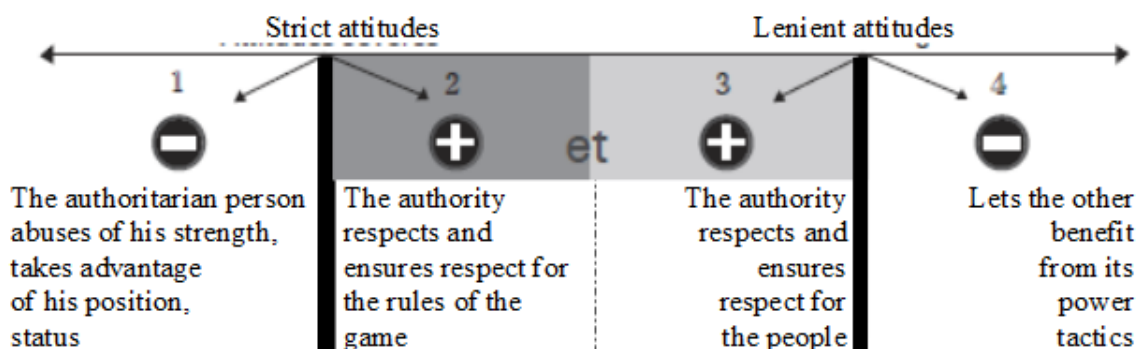 Strict attitudes
Lenient attitudes
1
2
3
4
et
The authoritarian person
abuses of his strength,
takes advantage
of his position,
status
The authority
respects and
ensures respect for
the rules of the
game
The authority
respects and
ensures
respect for
the people
Lets the other
benefit
from its
power
tactics